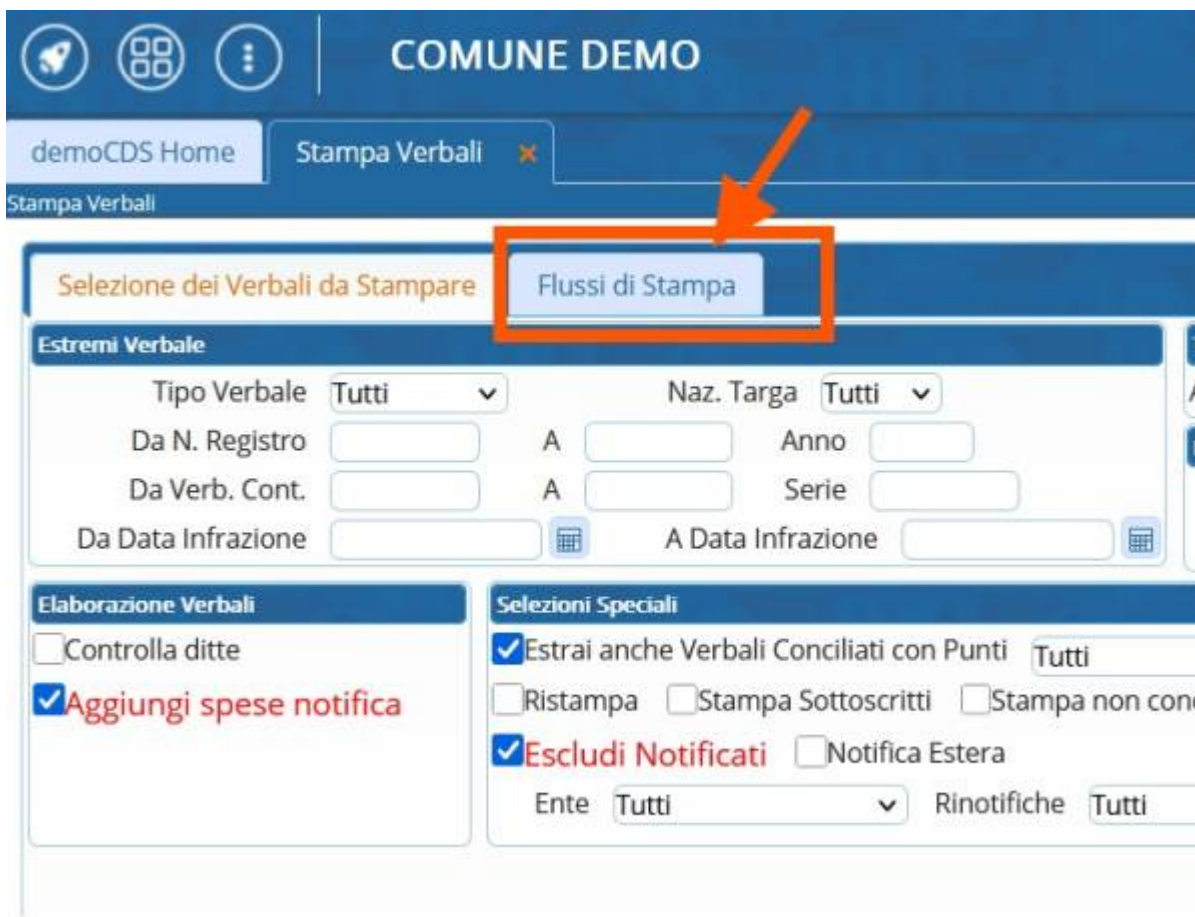 COMUNE DEMO
demoCDS Home Stampa Verbali
Stampa Verbali
Selezione dei Verbali da Stampare Flussi di Stampa
Estremi Verbale
Tipo Verbale Tutti Naz. Targa Tutti
Da N. Registro A Anno
Da Verb. Cont. A Serie
Da Data Infrazione A Data Infrazione
Elaborazione Verbali Selezioni Speciali
Controlla ditte Estrai anche Verbali Conciliati con Punti Tutti
Aggiungi spese notifica Ristampa Stampa Sottoscritti Stampa non
Escludi Notificati Notifica Estera
Ente Tutti Rinotifiche Tutti